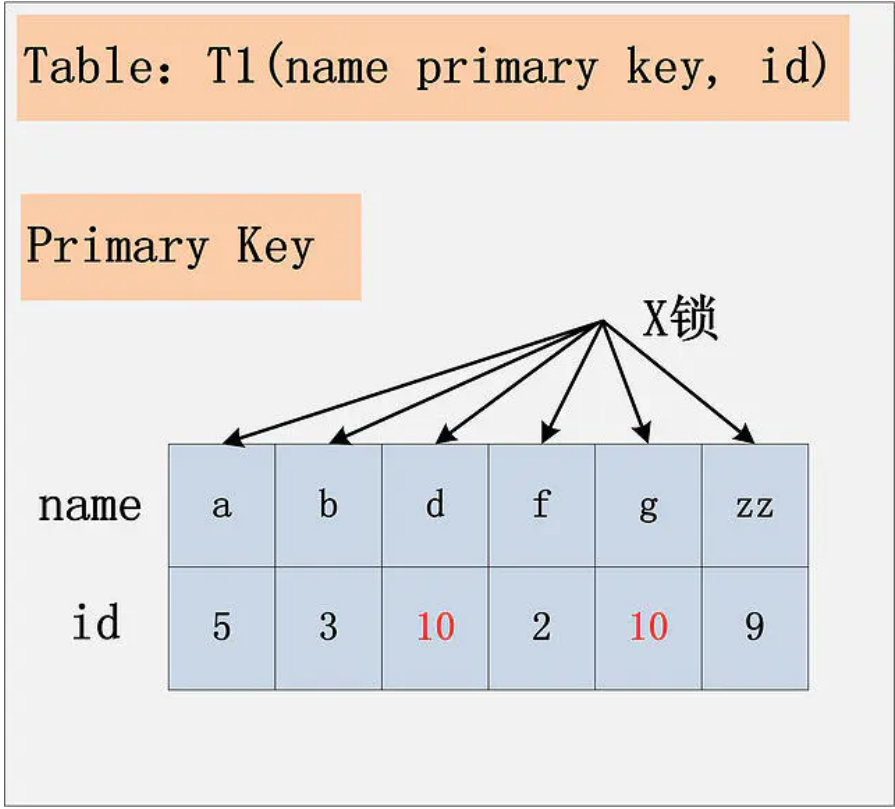 Table：T1(name primary key, id)
Primary Key
X锁
name a b d f g zz
id 5 3 10 2 10 9